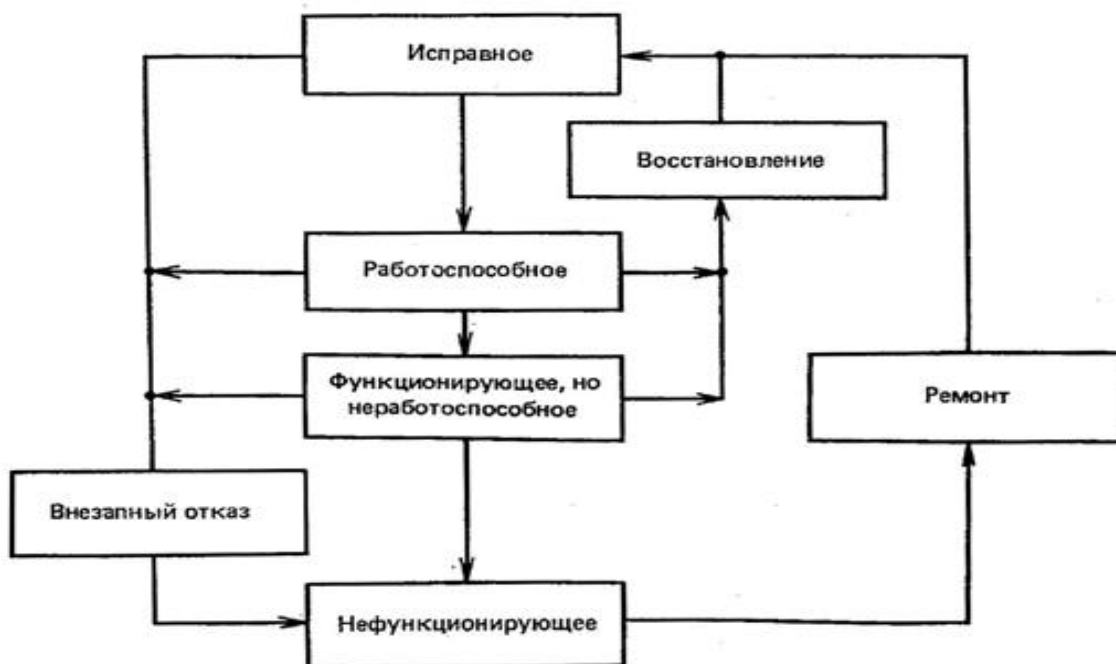 Исправное
Восстановление
Работоспособное
Функционирующее, но
неработоспособное
Ремонт
Внезапный отказ
Нефункционирующее